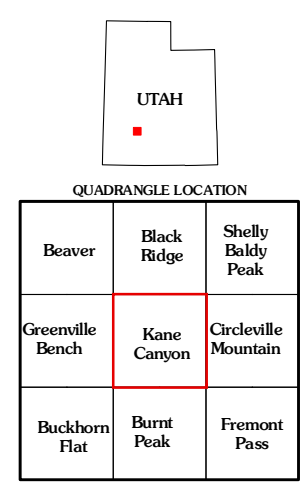 UTAH
QUADRANGLE LOCATION
Beaver
Black
Ridge
Shelly
Baldy
Peak
Greenville
Bench
Kane
Canyon
Circleville
Mountain
Buckhorn
Flat
Burnt
Peak
Fremont
Pass